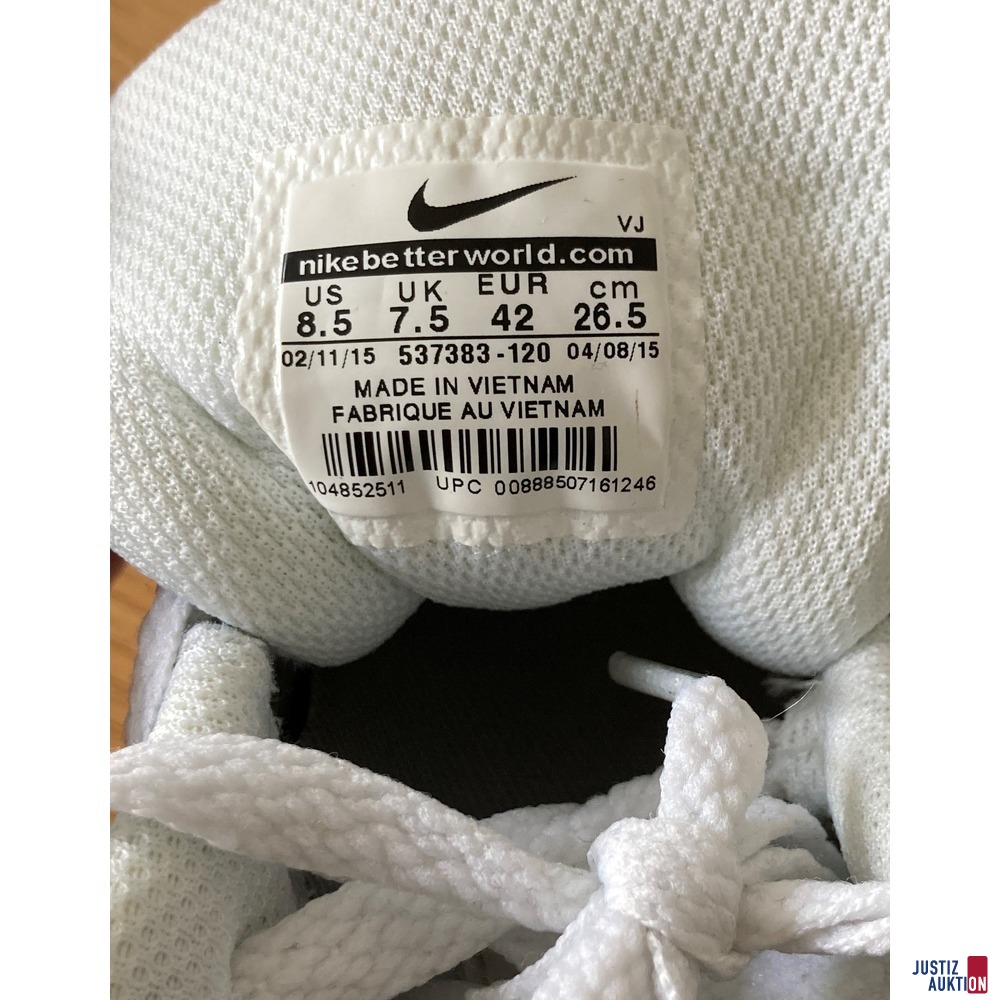 VJ
nikebetterworld.com
US UK EUR cm
8.5 7.5 42 26.5
02/11/15 537383-120 04/08/15
MADE IN VIETNAM
FABRIQUE AU VIETNAM
104852511 UPC 00888507161246
JUSTIZ
AUKTION